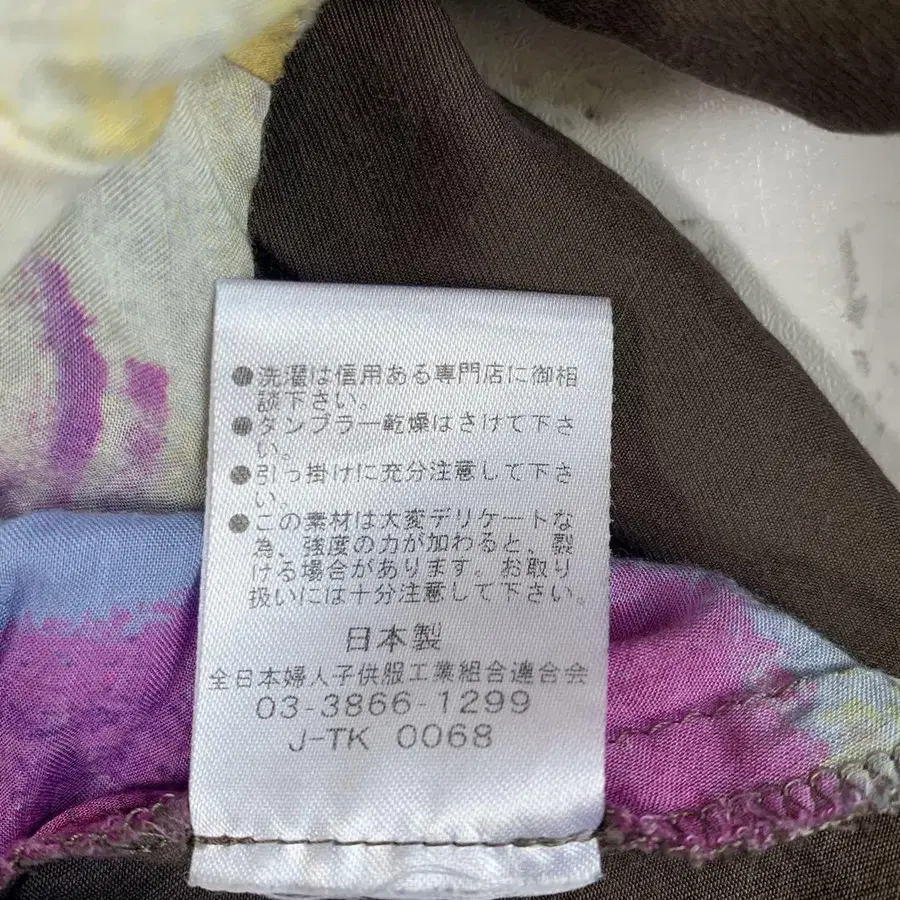 ●洗濯は信用ある専門店に御相
談下さい。
●タンブラー乾燥はさけて下さ
い。
●引っ掛けに充分注意して下さ
い。
●この素材は大変デリケートな
為、強度の力が加わると、裂
ける場合があります。お取り
扱いには十分注意して下さい。
日本製
全日本婦人子供服工業組合連合会
03-3866-1299
J-TK 0068